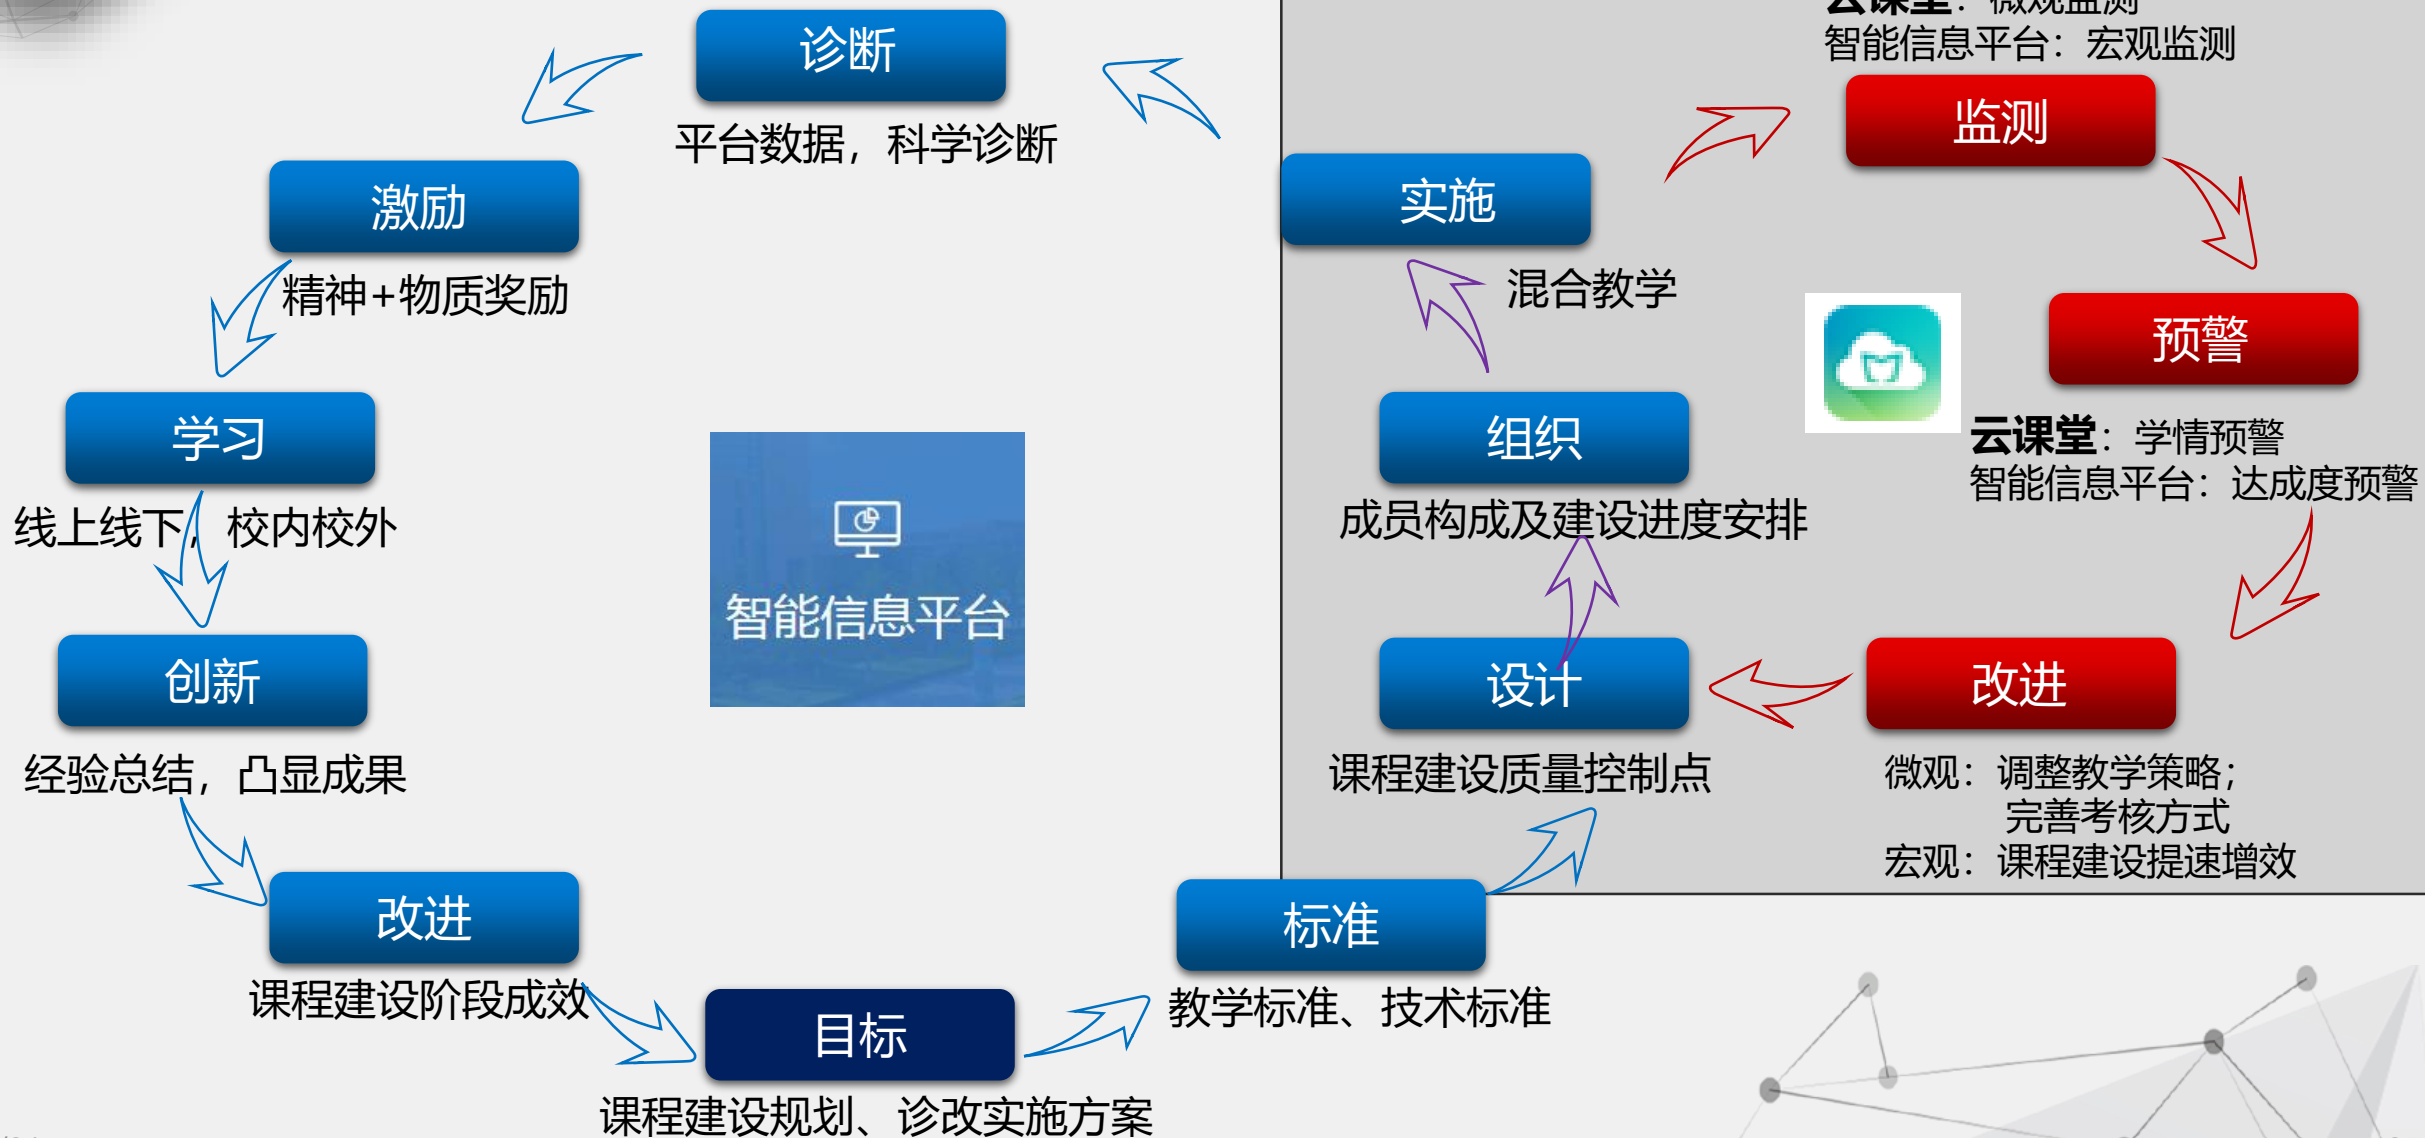 云课堂：微观监测
智能信息平台：宏观监测
诊断
平台数据，科学诊断
监测
激励
精神+物质奖励
实施
混合教学
预警
云课堂：学情预警
智能信息平台：达成度预警
学习
线上线下，校内校外
组织
成员构成及建设进度安排
智能信息平台
创新
经验总结，凸显成果
设计
课程建设质量控制点
改进
微观：调整教学策略；
完善考核方式
宏观：课程建设提速增效
改进
课程建设阶段成效
标准
教学标准、技术标准
目标
课程建设规划、诊改实施方案